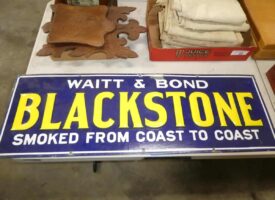 WAITT & BOND
BLACKSTONE
SMOKED FROM COAST TO COAST